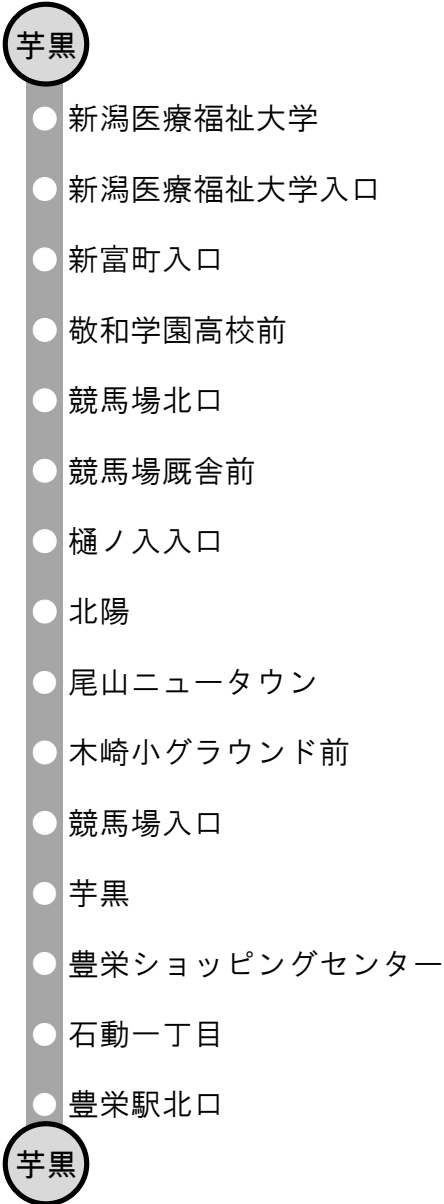 芋黒
新潟医療福祉大学
新潟医療福祉大学入口
新富町入口
敬和学園高校前
競馬場北口
競馬場厩舎前
樋ノ入入口
北陽
尾山ニュータウン
木崎小グラウンド前
競馬場入口
芋黒
豊栄ショッピングセンター
石動一丁目
豊栄駅北口
芋黒